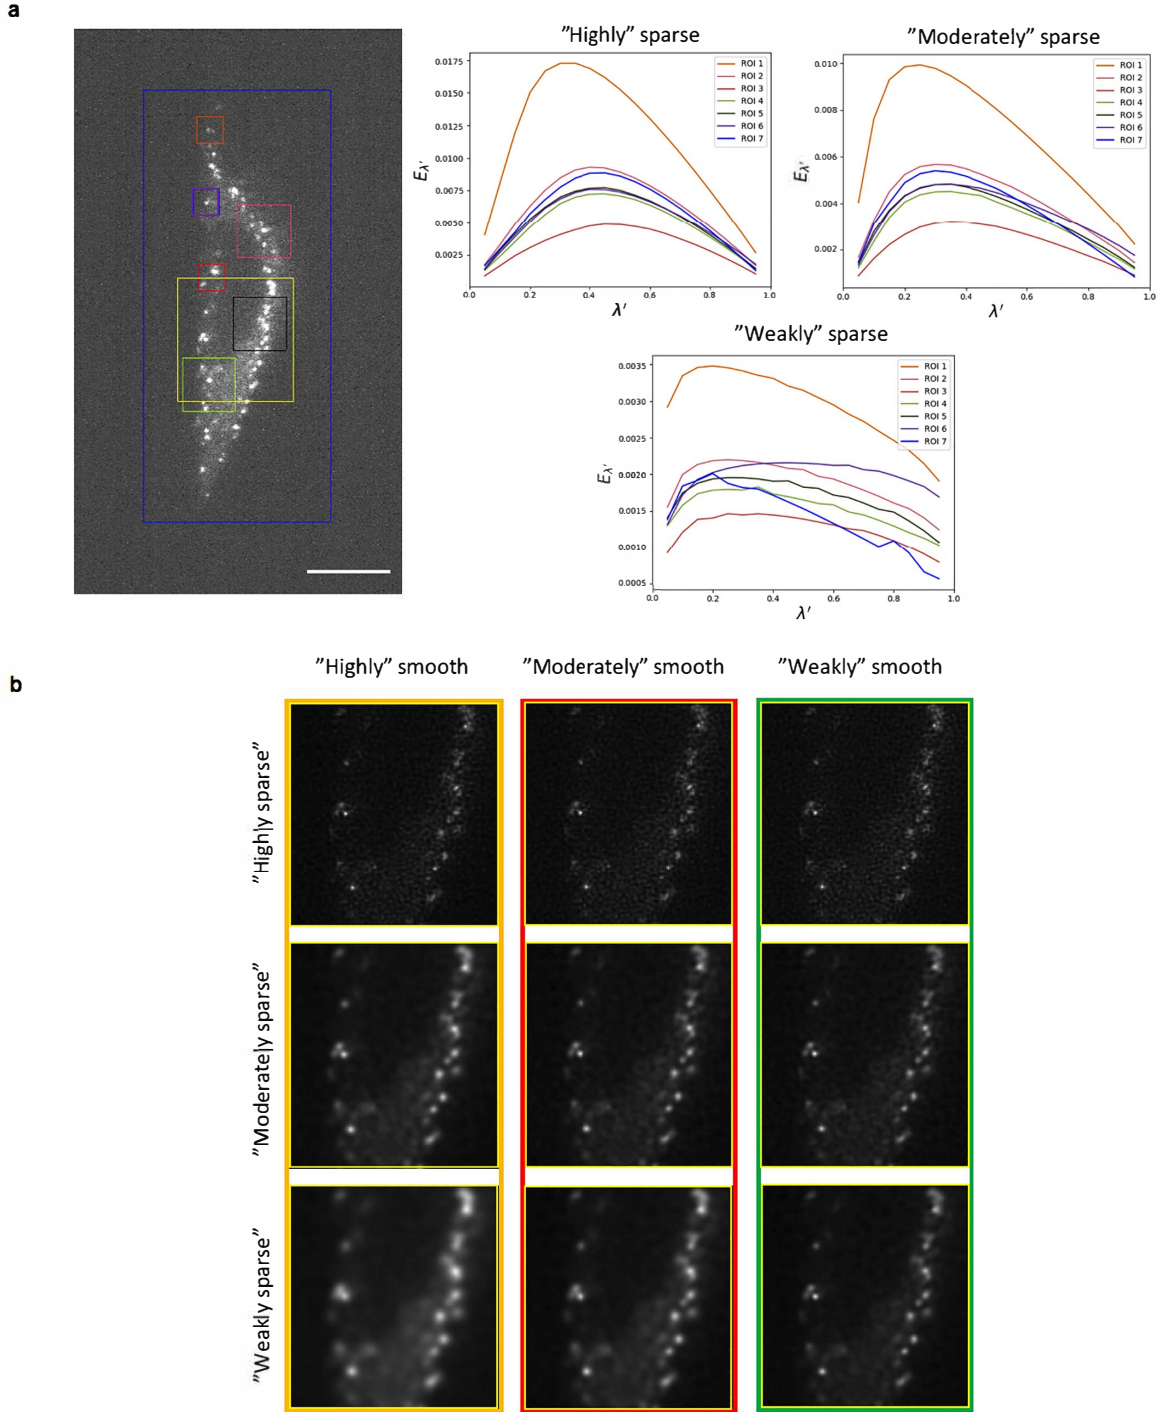 a
”Highly” sparse
0.0175
0.0150
0.0125
0.0100
0.0075
0.0050
0.0025
Eλ'
0.0
0.2
0.4
0.6
0.8
1.0
λ'
ROI 1
ROI 2
ROI 3
ROI 4
ROI 5
ROI 6
ROI 7
”Moderately” sparse
0.010
0.008
0.006
0.004
0.002
Eλ'
0.0
0.2
0.4
0.6
0.8
1.0
λ'
ROI 1
ROI 2
ROI 3
ROI 4
ROI 5
ROI 6
ROI 7
”Weakly” sparse
0.0035
0.0030
0.0025
0.0020
0.0015
0.0010
0.0005
Eλ'
0.0
0.2
0.4
0.6
0.8
1.0
λ'
ROI 1
ROI 2
ROI 3
ROI 4
ROI 5
ROI 6
ROI 7
b
”Highly” smooth
”Moderately” smooth
”Weakly” smooth
”Highly sparse”
”Moderately sparse”
”Weakly sparse”